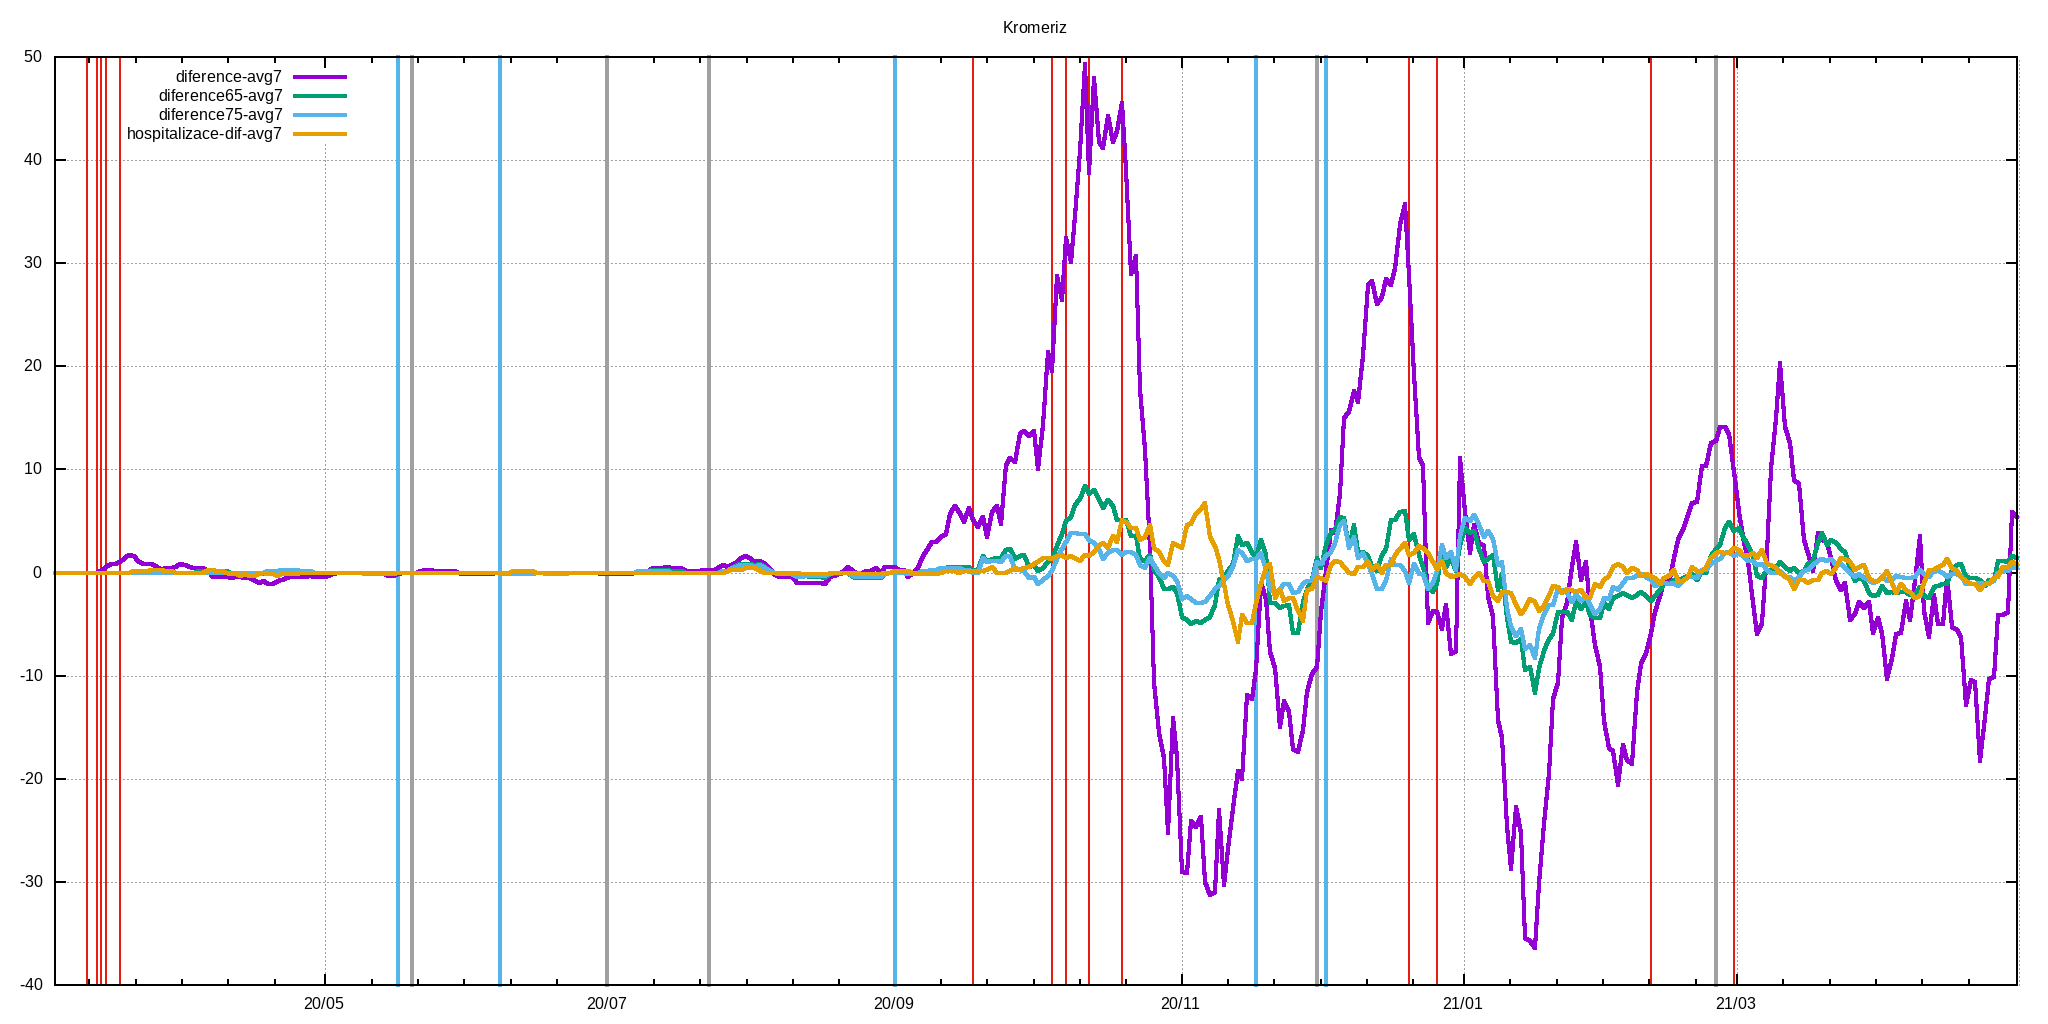 Kromeriz
diference-avg7
diference65-avg7
diference75-avg7
hospitalizace-dif-avg7
50
40
30
20
10
0
-10
-20
-30
-40
20/05 20/07 20/09 20/11 21/01 21/03